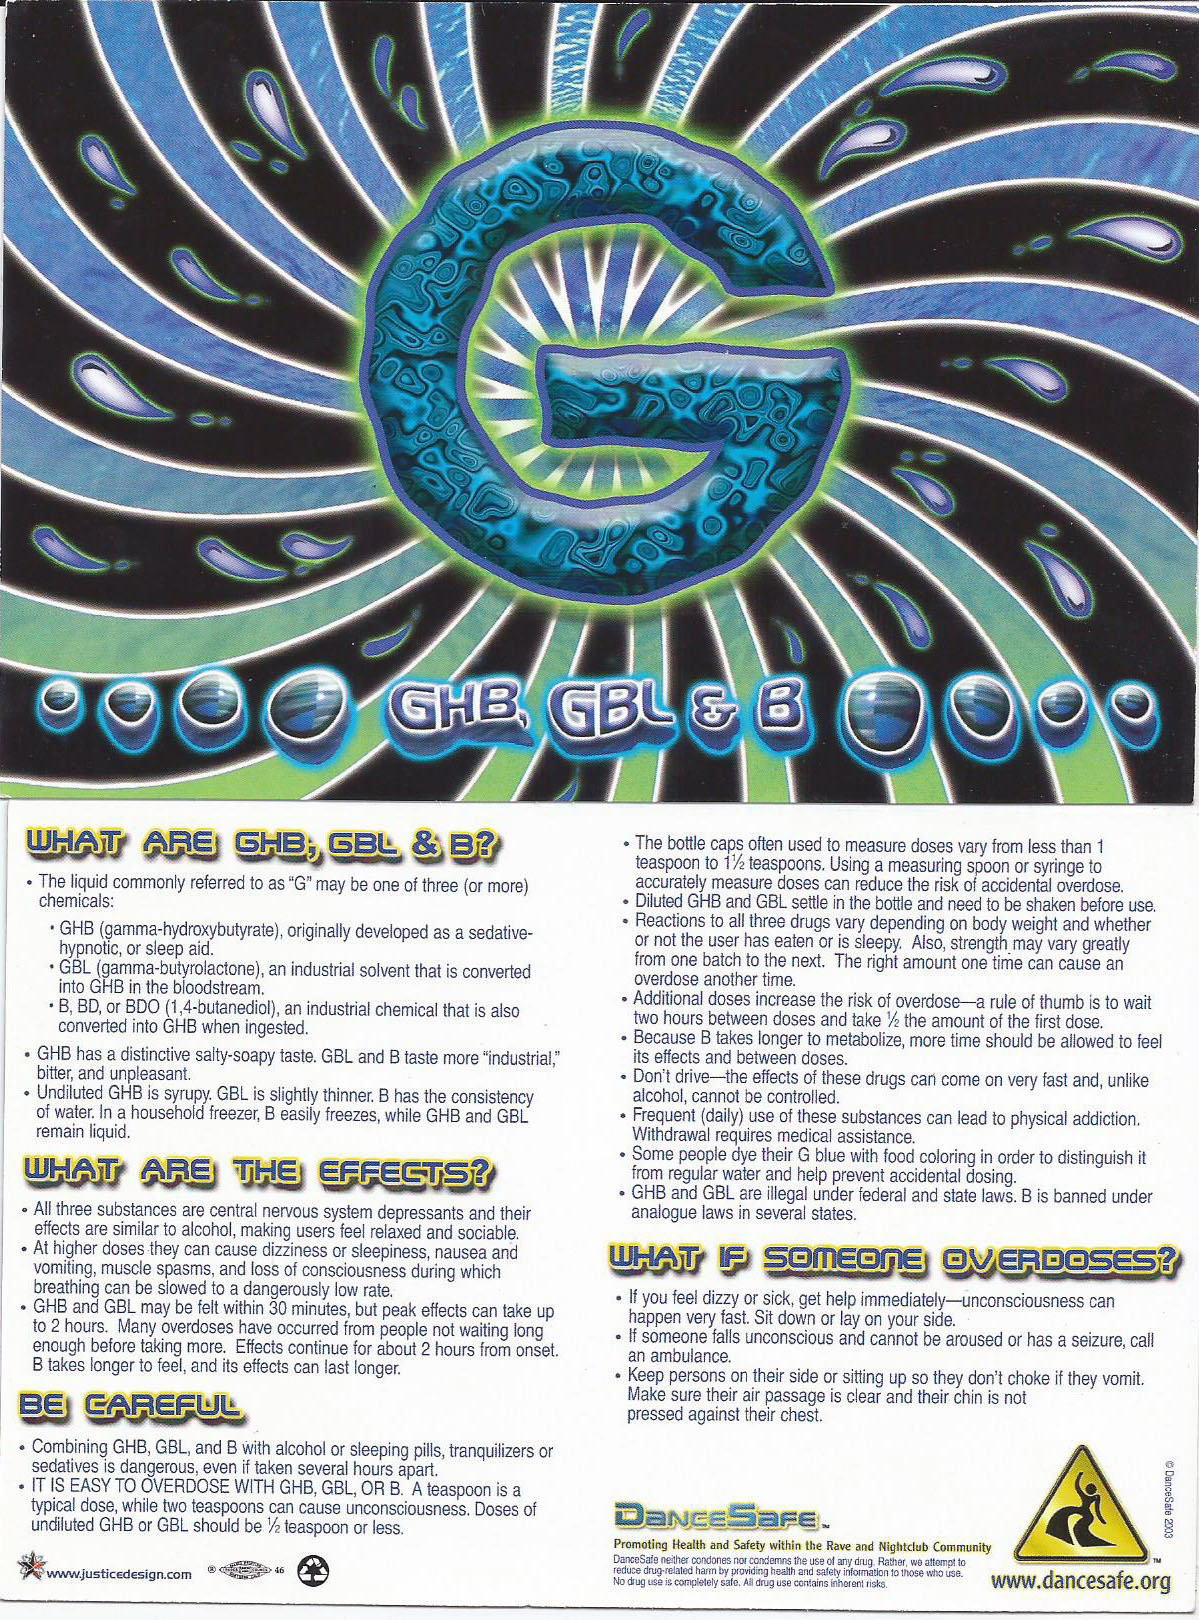 G
GHB, GBL & B
WHAT ARE GHB, GBL & B?
• The liquid commonly referred to as “G” may be one of three (or more)
chemicals:
• GHB (gamma-hydroxybutyrate), originally developed as a sedative-
hypnotic, or sleep aid.
• GBL (gamma-butyrolactone), an industrial solvent that is converted
into GHB in the bloodstream.
• B, BD, or BDO (1,4-butanediol), an industrial chemical that is also
converted into GHB when ingested.
• GHB has a distinctive salty-soapy taste. GBL and B taste more “industrial,”
bitter, and unpleasant.
• Undiluted GHB is syrupy. GBL is slightly thinner. B has the consistency
of water. In a household freezer, B easily freezes, while GHB and GBL
remain liquid.
WHAT ARE THE EFFECTS?
• All three substances are central nervous system depressants and their
effects are similar to alcohol, making users feel relaxed and sociable.
• At higher doses they can cause dizziness or sleepiness, nausea and
vomiting, muscle spasms, and loss of consciousness during which
breathing can be slowed to a dangerously low rate.
• GHB and GBL may be felt within 30 minutes, but peak effects can take up
to 2 hours. Many overdoses have occurred from people not waiting long
enough before taking more. Effects continue for about 2 hours from onset.
B takes longer to feel, and its effects can last longer.
BE CAREFUL
• Combining GHB, GBL, and B with alcohol or sleeping pills, tranquilizers or
sedatives is dangerous, even if taken several hours apart.
• IT IS EASY TO OVERDOSE WITH GHB, GBL, OR B. A teaspoon is a
typical dose, while two teaspoons can cause unconsciousness. Doses of
undiluted GHB or GBL should be ½ teaspoon or less.
www.justicedesign.com ® 46
• The bottle caps often used to measure doses vary from less than 1
teaspoon to 1½ teaspoons. Using a measuring spoon or syringe to
accurately measure doses can reduce the risk of accidental overdose.
• Diluted GHB and GBL settle in the bottle and need to be shaken before use.
• Reactions to all three drugs vary depending on body weight and whether
or not the user has eaten or is sleepy. Also, strength may vary greatly
from one batch to the next. The right amount one time can cause an
overdose another time.
• Additional doses increase the risk of overdose—a rule of thumb is to wait
two hours between doses and take ½ the amount of the first dose.
• Because B takes longer to metabolize, more time should be allowed to feel
its effects and between doses.
• Don’t drive—the effects of these drugs can come on very fast and, unlike
alcohol, cannot be controlled.
• Frequent (daily) use of these substances can lead to physical addiction.
Withdrawal requires medical assistance.
• Some people dye their G blue with food coloring in order to distinguish it
from regular water and help prevent accidental dosing.
• GHB and GBL are illegal under federal and state laws. B is banned under
analogue laws in several states.
WHAT IF SOMEONE OVERDOSES?
• If you feel dizzy or sick, get help immediately—unconsciousness can
happen very fast. Sit down or lay on your side.
• If someone falls unconscious and cannot be aroused or has a seizure, call
an ambulance.
• Keep persons on their side or sitting up so they don’t choke if they vomit.
Make sure their air passage is clear and their chin is not
pressed against their chest.
DANCESAFE™
Promoting Health and Safety within the Rave and Nightclub Community
DanceSafe neither condones nor condemns the use of any drug. Rather, we attempt to
reduce drug-related harm by providing health and safety information to those who use.
No drug use is completely safe. All drug use contains inherent risks.
TM
www.dancesafe.org
© DanceSafe 2003